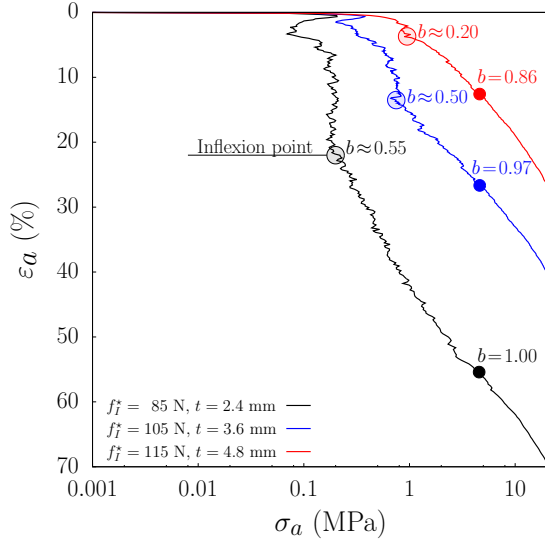 0
10
20
30
40
50
60
70
0.001
0.01
0.1
1
10
ε_a (%)
σ_a (MPa)
b≈0.20
b=0.86
b≈0.50
Inflexion point
b≈0.55
b=0.97
b=1.00
f_I^⋆ = 85 N, t = 2.4 mm
f_I^⋆ = 105 N, t = 3.6 mm
f_I^⋆ = 115 N, t = 4.8 mm